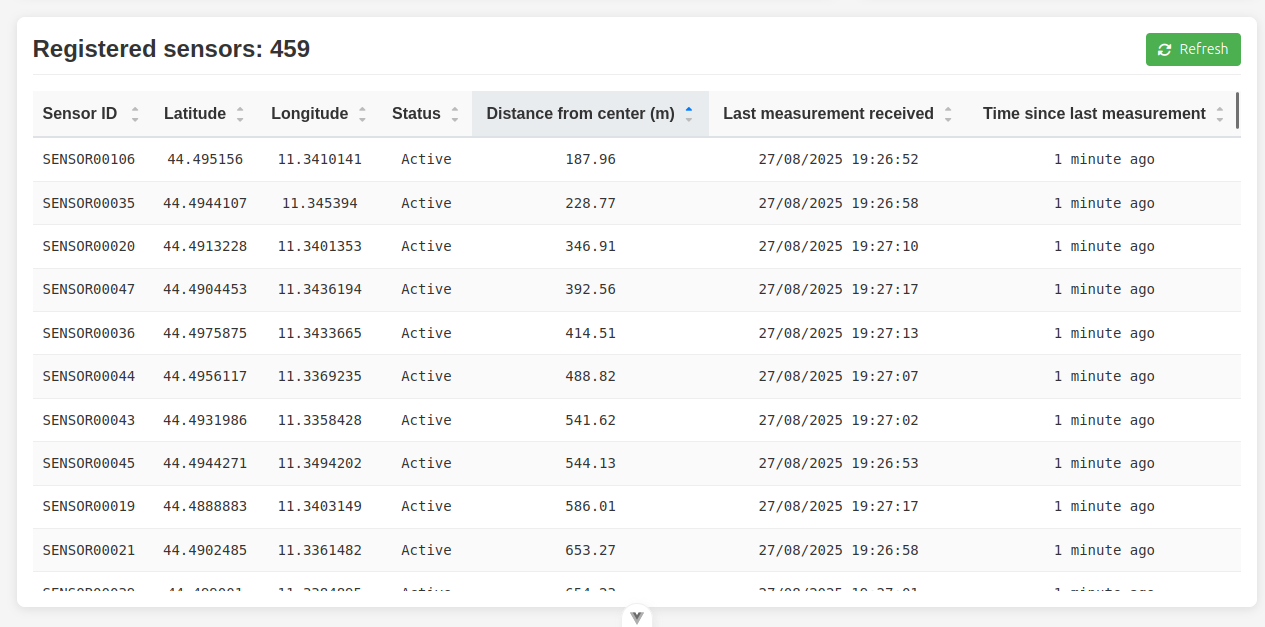 Registered sensors: 459
Refresh
Sensor ID Latitude Longitude Status Distance from center (m) Last measurement received Time since last measurement
SENSOR00106 44.495156 11.3410141 Active 187.96 27/08/2025 19:26:52 1 minute ago
SENSOR00035 44.4944107 11.345394 Active 228.77 27/08/2025 19:26:58 1 minute ago
SENSOR00020 44.4913228 11.3401353 Active 346.91 27/08/2025 19:27:10 1 minute ago
SENSOR00047 44.4904453 11.3436194 Active 392.56 27/08/2025 19:27:17 1 minute ago
SENSOR00036 44.4975875 11.3433665 Active 414.51 27/08/2025 19:27:13 1 minute ago
SENSOR00044 44.4956117 11.3369235 Active 488.82 27/08/2025 19:27:07 1 minute ago
SENSOR00043 44.4931986 11.3358428 Active 541.62 27/08/2025 19:27:02 1 minute ago
SENSOR00045 44.4944271 11.3494202 Active 544.13 27/08/2025 19:26:53 1 minute ago
SENSOR00019 44.4888883 11.3403149 Active 586.01 27/08/2025 19:27:17 1 minute ago
SENSOR00021 44.4902485 11.3361482 Active 653.27 27/08/2025 19:26:58 1 minute ago
Active 1 minute ago